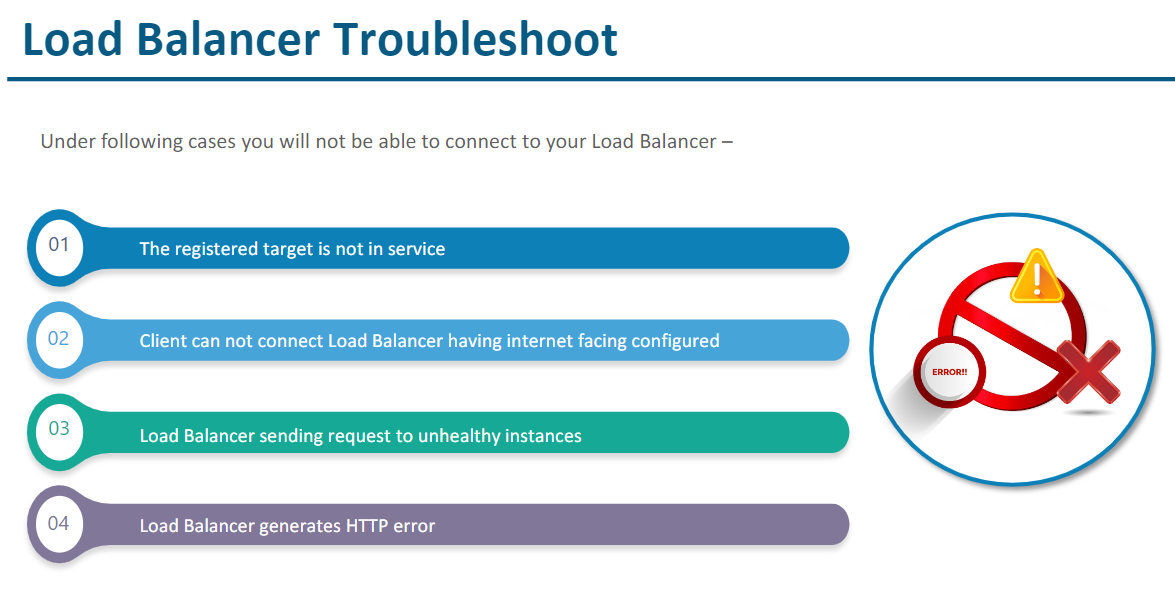 Load Balancer Troubleshoot
Under following cases you will not be able to connect to your Load Balancer –
01
The registered target is not in service
02
Client can not connect Load Balancer having internet facing configured
03
Load Balancer sending request to unhealthy instances
04
Load Balancer generates HTTP error
!
ERROR!!